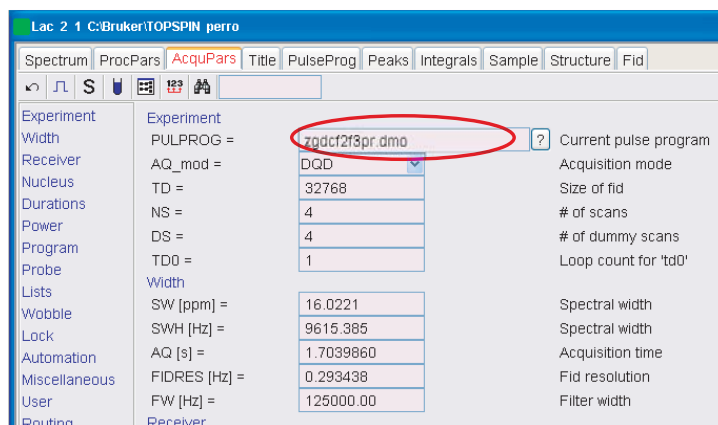 Lac 2 1 C:\Bruker\TOPSPIN perro
Spectrum ProcPars AcquPars Title PulseProg Peaks Integrals Sample Structure Fid
S 123
Experiment
Width
Receiver
Nucleus
Durations
Power
Program
Probe
Lists
Wobble
Lock
Automation
Miscellaneous
User
Routing
Experiment
PULPROG = zgdcf2f3pr.dmo ? Current pulse program
AQ_mod = DQD Acquisition mode
TD = 32768 Size of fid
NS = 4 # of scans
DS = 4 # of dummy scans
TD0 = 1 Loop count for 'td0'
Width
SW [ppm] = 16.0221 Spectral width
SWH [Hz] = 9615.385 Spectral width
AQ [s] = 1.7039860 Acquisition time
FIDRES [Hz] = 0.293438 Fid resolution
FW [Hz] = 125000.00 Filter width
Receiver